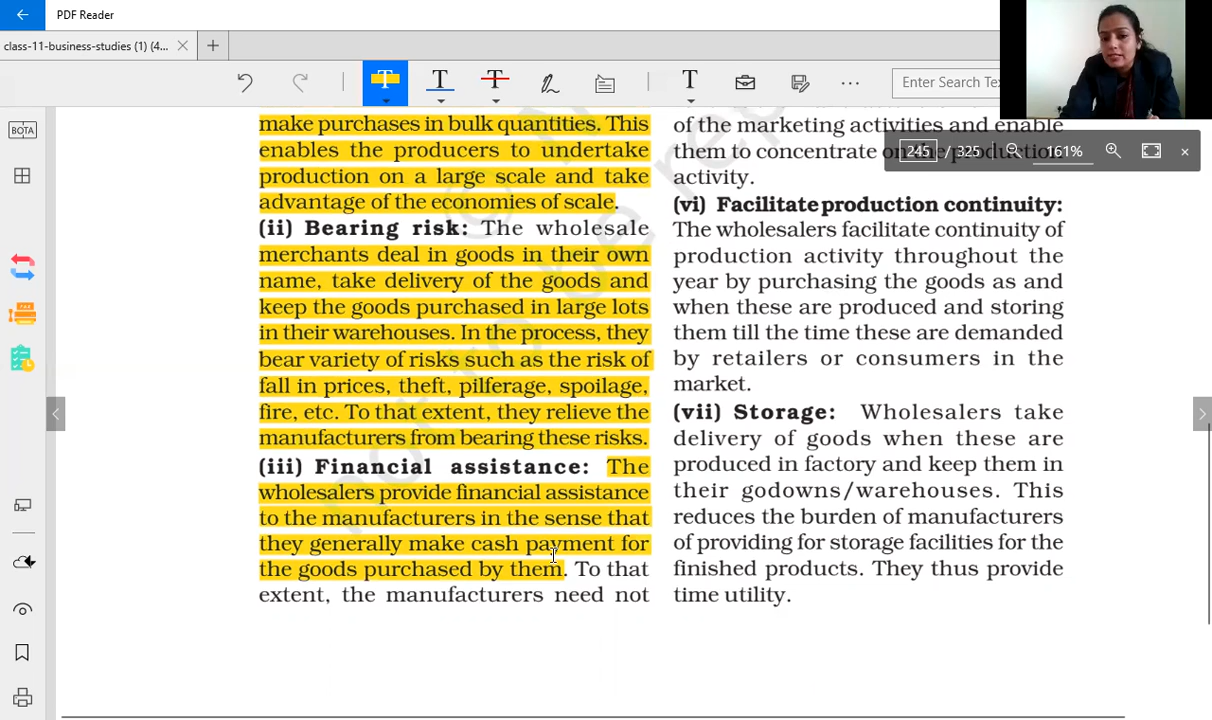 PDF Reader
class-11-business-studies (1) (4...
BOTA
Enter Search Tex
245 / 325
161%
make purchases in bulk quantities. This
enables the producers to undertake
production on a large scale and take
advantage of the economies of scale.
(ii) Bearing risk: The wholesale
merchants deal in goods in their own
name, take delivery of the goods and
keep the goods purchased in large lots
in their warehouses. In the process, they
bear variety of risks such as the risk of
fall in prices, theft, pilferage, spoilage,
fire, etc. To that extent, they relieve the
manufacturers from bearing these risks.
(iii) Financial assistance: The
wholesalers provide financial assistance
to the manufacturers in the sense that
they generally make cash payment for
the goods purchased by them. To that
extent, the manufacturers need not
of the marketing activities and enable
them to concentrate on the production
activity.
(vi) Facilitate production continuity:
The wholesalers facilitate continuity of
production activity throughout the
year by purchasing the goods as and
when these are produced and storing
them till the time these are demanded
by retailers or consumers in the
market.
(vii) Storage: Wholesalers take
delivery of goods when these are
produced in factory and keep them in
their godowns/warehouses. This
reduces the burden of manufacturers
of providing for storage facilities for the
finished products. They thus provide
time utility.